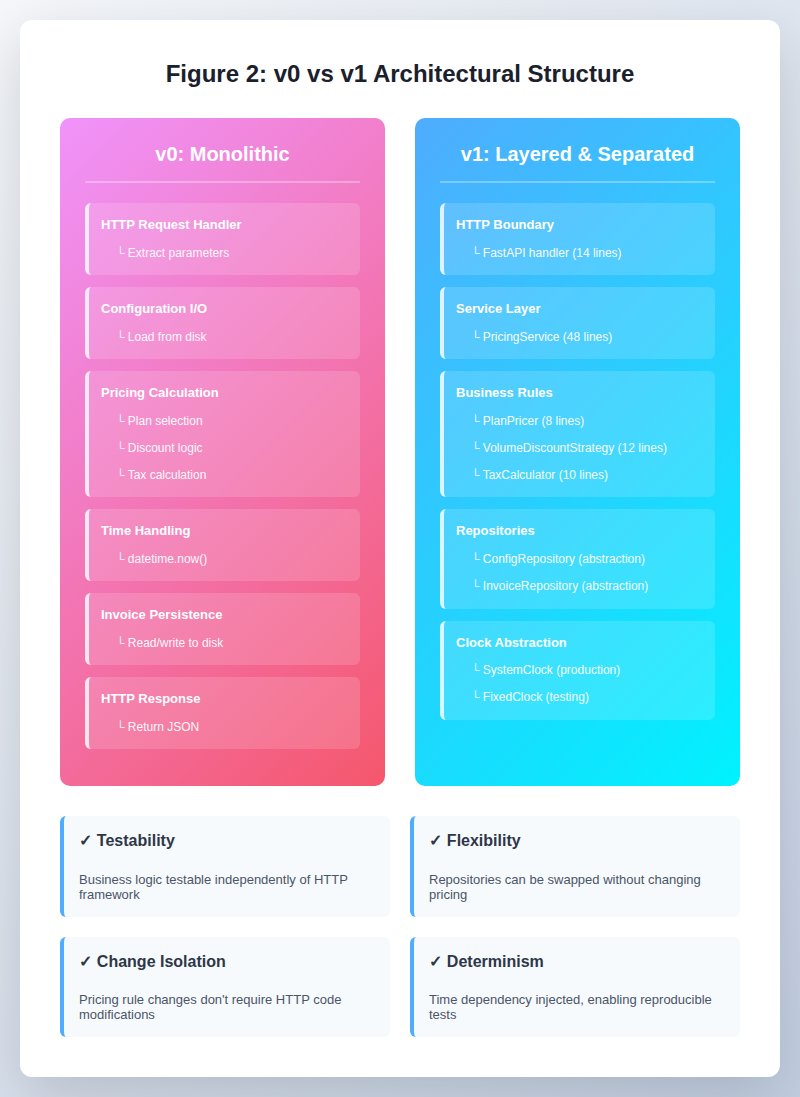 Figure 2: v0 vs v1 Architectural Structure
v0: Monolithic
HTTP Request Handler
└ Extract parameters
Configuration I/O
└ Load from disk
Pricing Calculation
└ Plan selection
└ Discount logic
└ Tax calculation
Time Handling
└ datetime.now()
Invoice Persistence
└ Read/write to disk
HTTP Response
└ Return JSON
v1: Layered & Separated
HTTP Boundary
└ FastAPI handler (14 lines)
Service Layer
└ PricingService (48 lines)
Business Rules
└ PlanPricer (8 lines)
└ VolumeDiscountStrategy (12 lines)
└ TaxCalculator (10 lines)
Repositories
└ ConfigRepository (abstraction)
└ InvoiceRepository (abstraction)
Clock Abstraction
└ SystemClock (production)
└ FixedClock (testing)
✓ Testability
Business logic testable independently of HTTP
framework
✓ Flexibility
Repositories can be swapped without changing
pricing
✓ Change Isolation
Pricing rule changes don't require HTTP code
modifications
✓ Determinism
Time dependency injected, enabling reproducible
tests